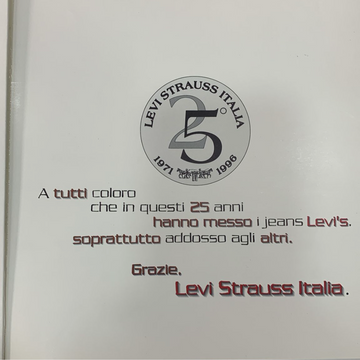 LEVI STRAUSS ITALIA
25°
1971 1996
A tutti coloro
che in questi 25 anni
hanno messo i jeans Levi's.
soprattutto addosso agli altri.
Grazie.
Levi Strauss Italia.